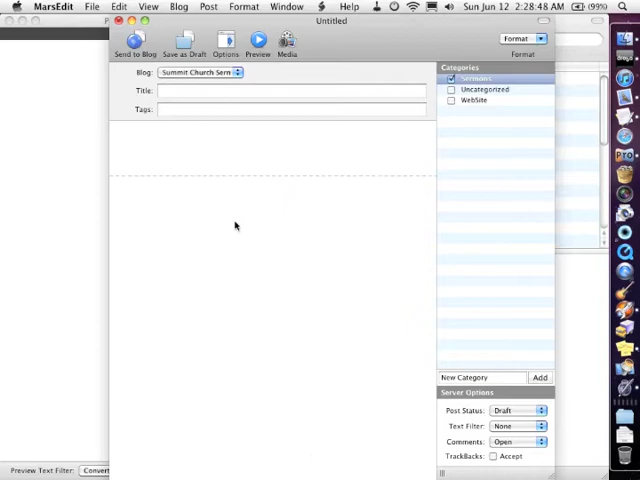 MarsEdit File Edit View Blog Post Format Window Help Sun Jun 12 2:28:48 AM (99%)
Untitled
Send to Blog Save as Draft Options Preview Media
Format
Format
Blog: Summit Church Serm
Title:
Tags:
Categories
Sermons
Uncategorized
WebSite
New Category Add
Server Options
Post Status: Draft
Text Filter: None
Comments: Open
TrackBacks: Accept
Preview Text Filter: Convert